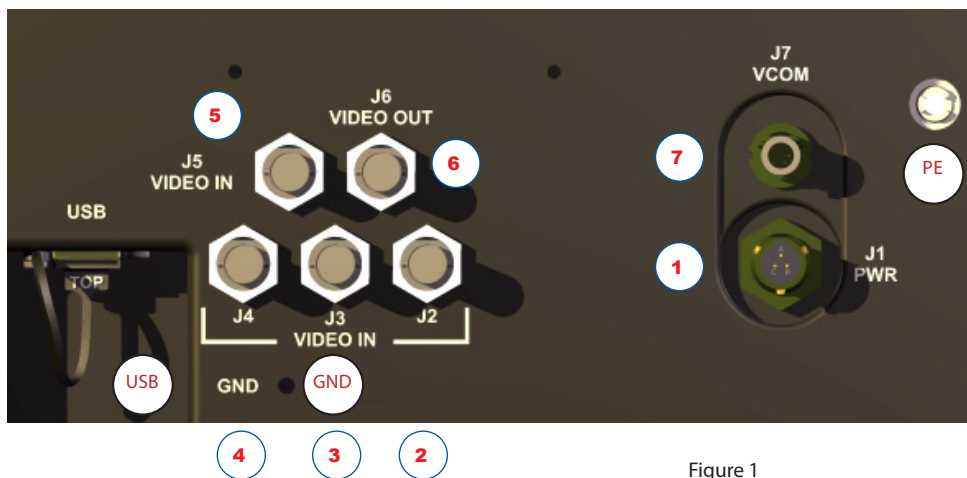 J7
VCOM
J6
VIDEO OUT
5
6
7
PE
J5
VIDEO IN
USB
1
J1
PWR
TOP
J4
J3
J2
VIDEO IN
USB
GND
GND
4
3
2
Figure 1